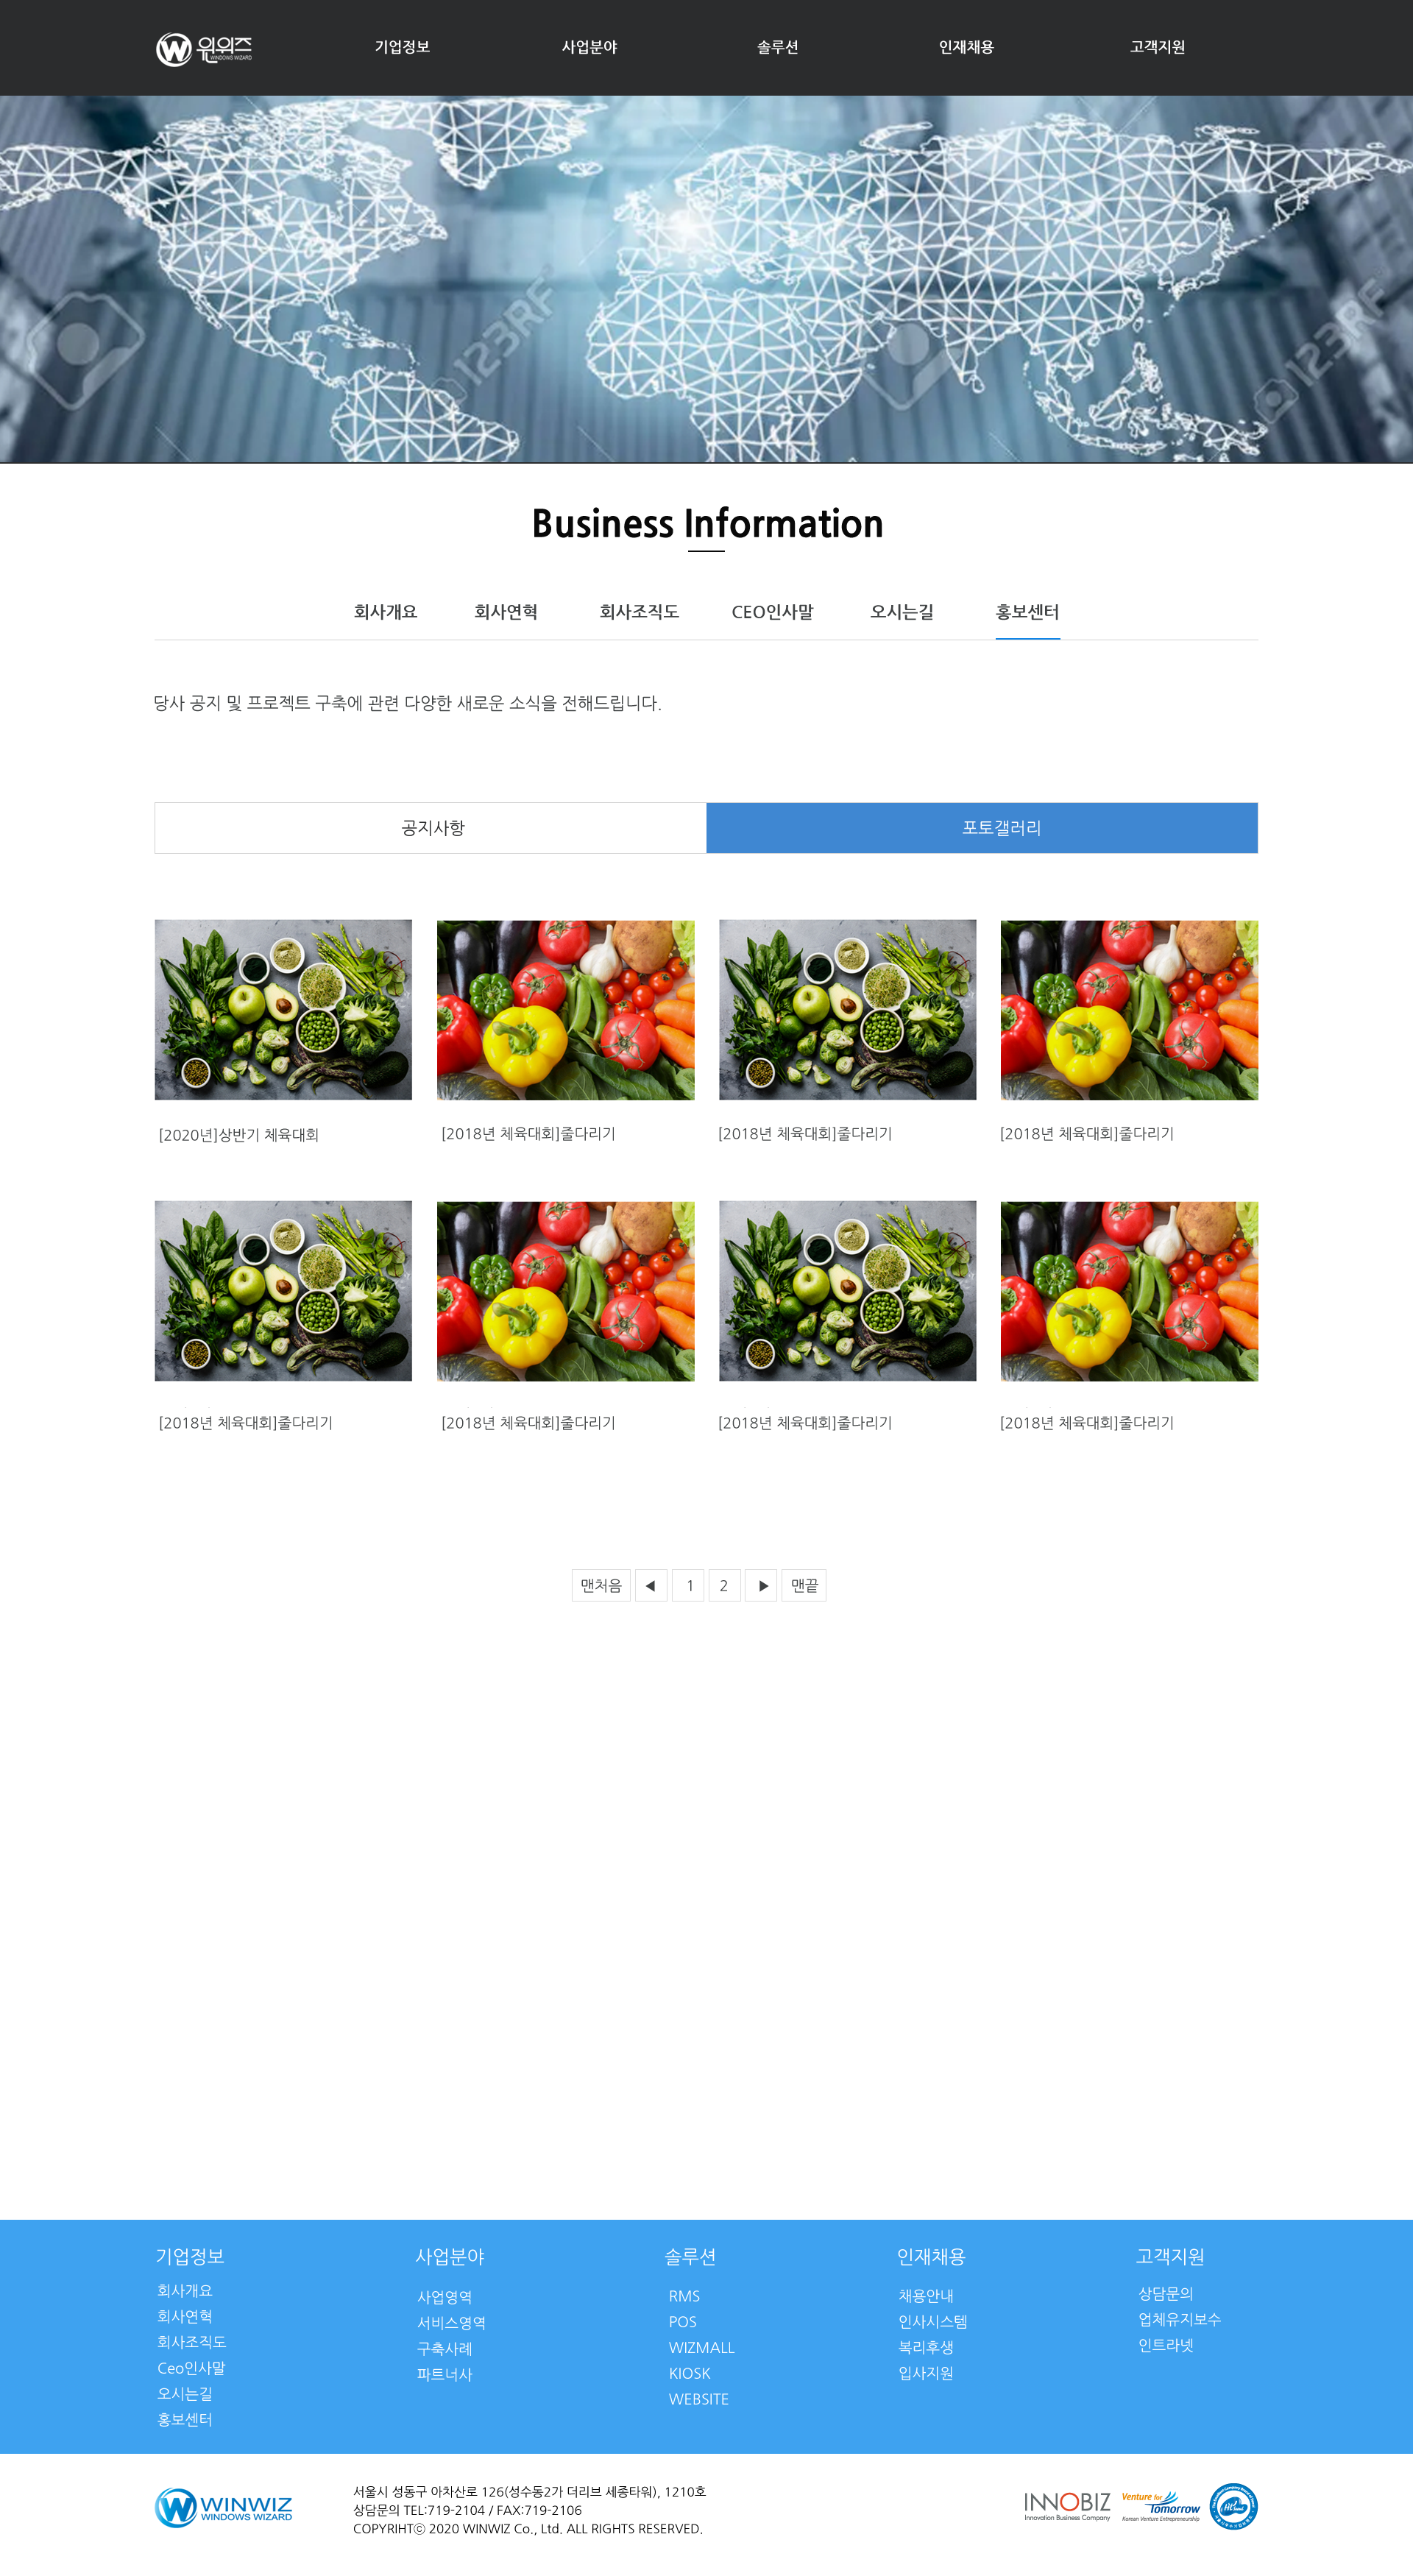 윈위즈
WINDOWS WIZARD
기업정보 사업분야 솔루션 인재채용 고객지원
123RF 123RF
Business Information
회사개요 회사연혁 회사조직도 CEO인사말 오시는길 홍보센터
당사 공지 및 프로젝트 구축에 관련 다양한 새로운 소식을 전해드립니다.
공지사항 포토갤러리
[2020년]상반기 체육대회 [2018년 체육대회]줄다리기 [2018년 체육대회]줄다리기 [2018년 체육대회]줄다리기
[2018년 체육대회]줄다리기 [2018년 체육대회]줄다리기 [2018년 체육대회]줄다리기 [2018년 체육대회]줄다리기
맨처음 ◀ 1 2 ▶ 맨끝
기업정보
회사개요
회사연혁
회사조직도
Ceo인사말
오시는길
홍보센터
사업분야
사업영역
서비스영역
구축사례
파트너사
솔루션
RMS
POS
WIZMALL
KIOSK
WEBSITE
인재채용
채용안내
인사시스템
복리후생
입사지원
고객지원
상담문의
업체유지보수
인트라넷
WINWIZ
WINDOWS WIZARD
서울시 성동구 아차산로 126(성수동2가 더리브 세종타워), 1210호
상담문의 TEL:719-2104 / FAX:719-2106
COPYRIHTⓒ 2020 WINWIZ Co., Ltd. ALL RIGHTS RESERVED.
INNOBIZ
Innovation Business Company
Venture for
Tomorrow
Korean Venture Entrepreneurship